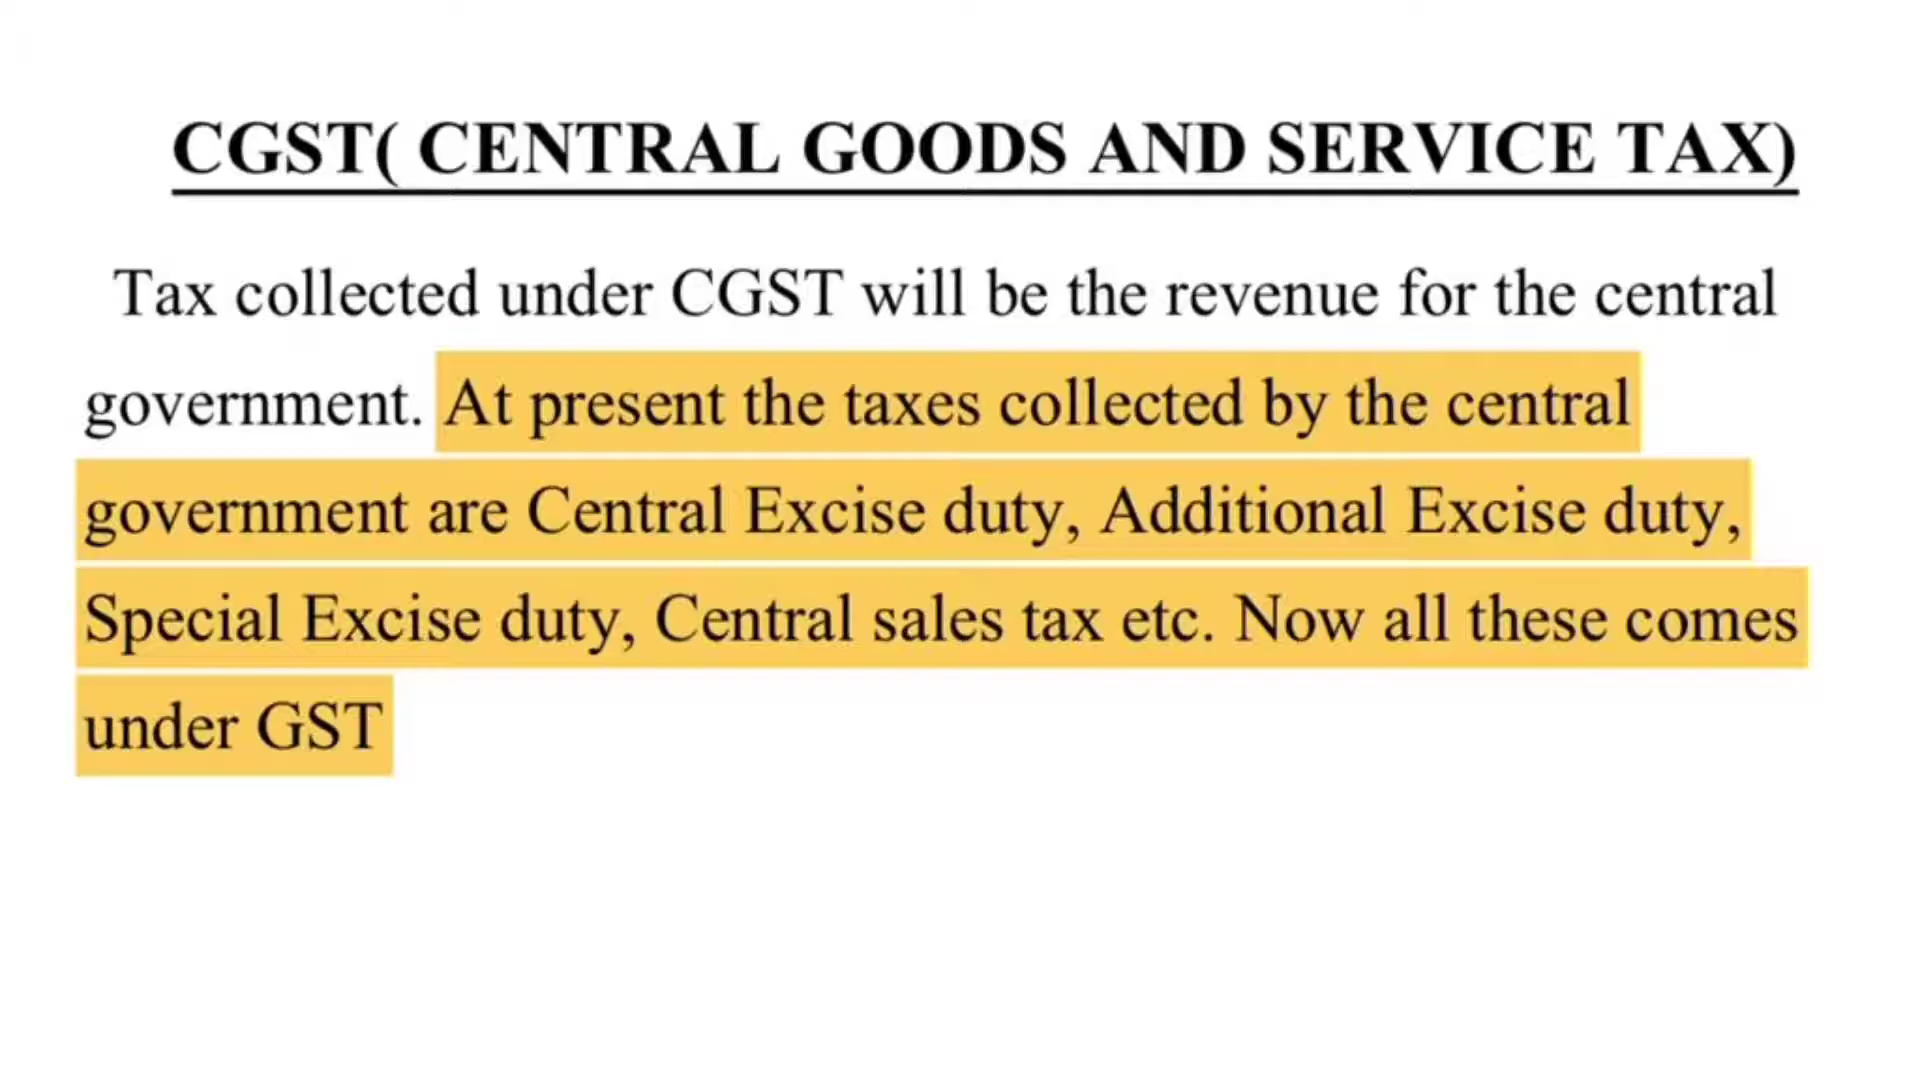 CGST( CENTRAL GOODS AND SERVICE TAX)
Tax collected under CGST will be the revenue for the central
government. At present the taxes collected by the central
government are Central Excise duty, Additional Excise duty,
Special Excise duty, Central sales tax etc. Now all these comes
under GST